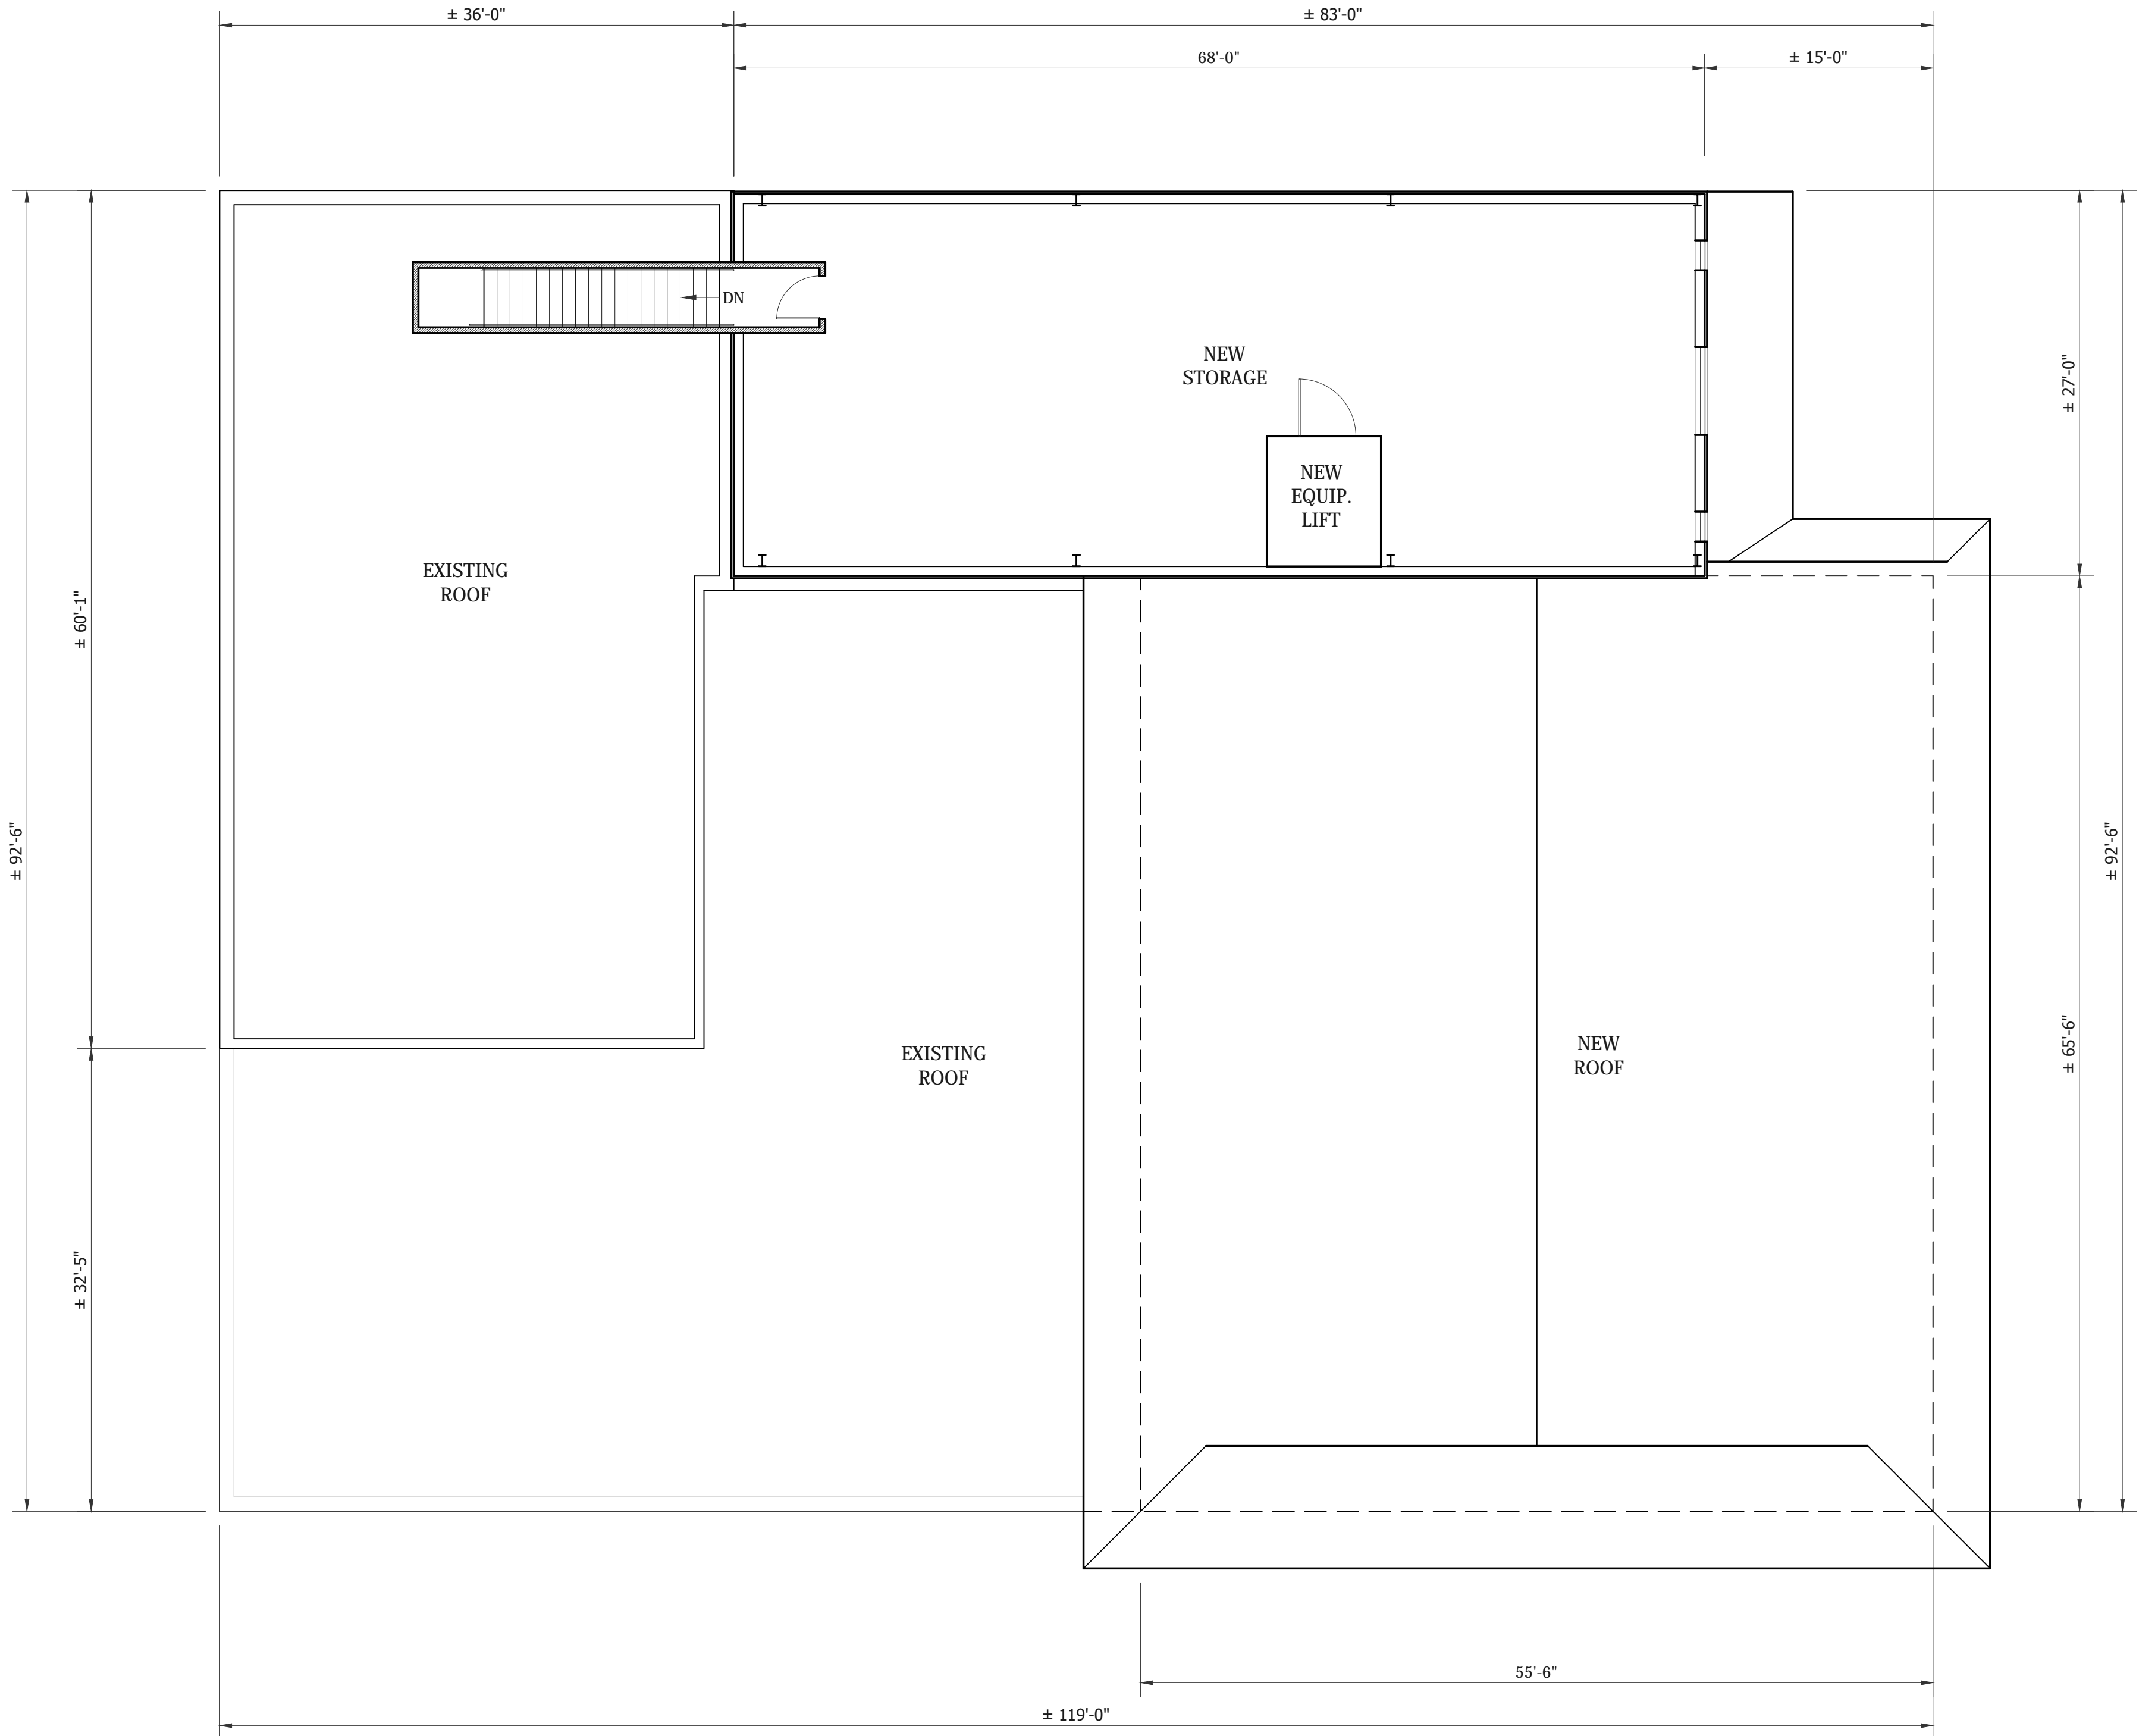 ± 36'-0"
± 83'-0"
68'-0"
± 15'-0"
DN
NEW
STORAGE
NEW
EQUIP.
LIFT
± 27'-0"
EXISTING
ROOF
± 60'-1"
± 92'-6"
± 92'-6"
EXISTING
ROOF
NEW
ROOF
± 65'-6"
± 32'-5"
55'-6"
± 119'-0"